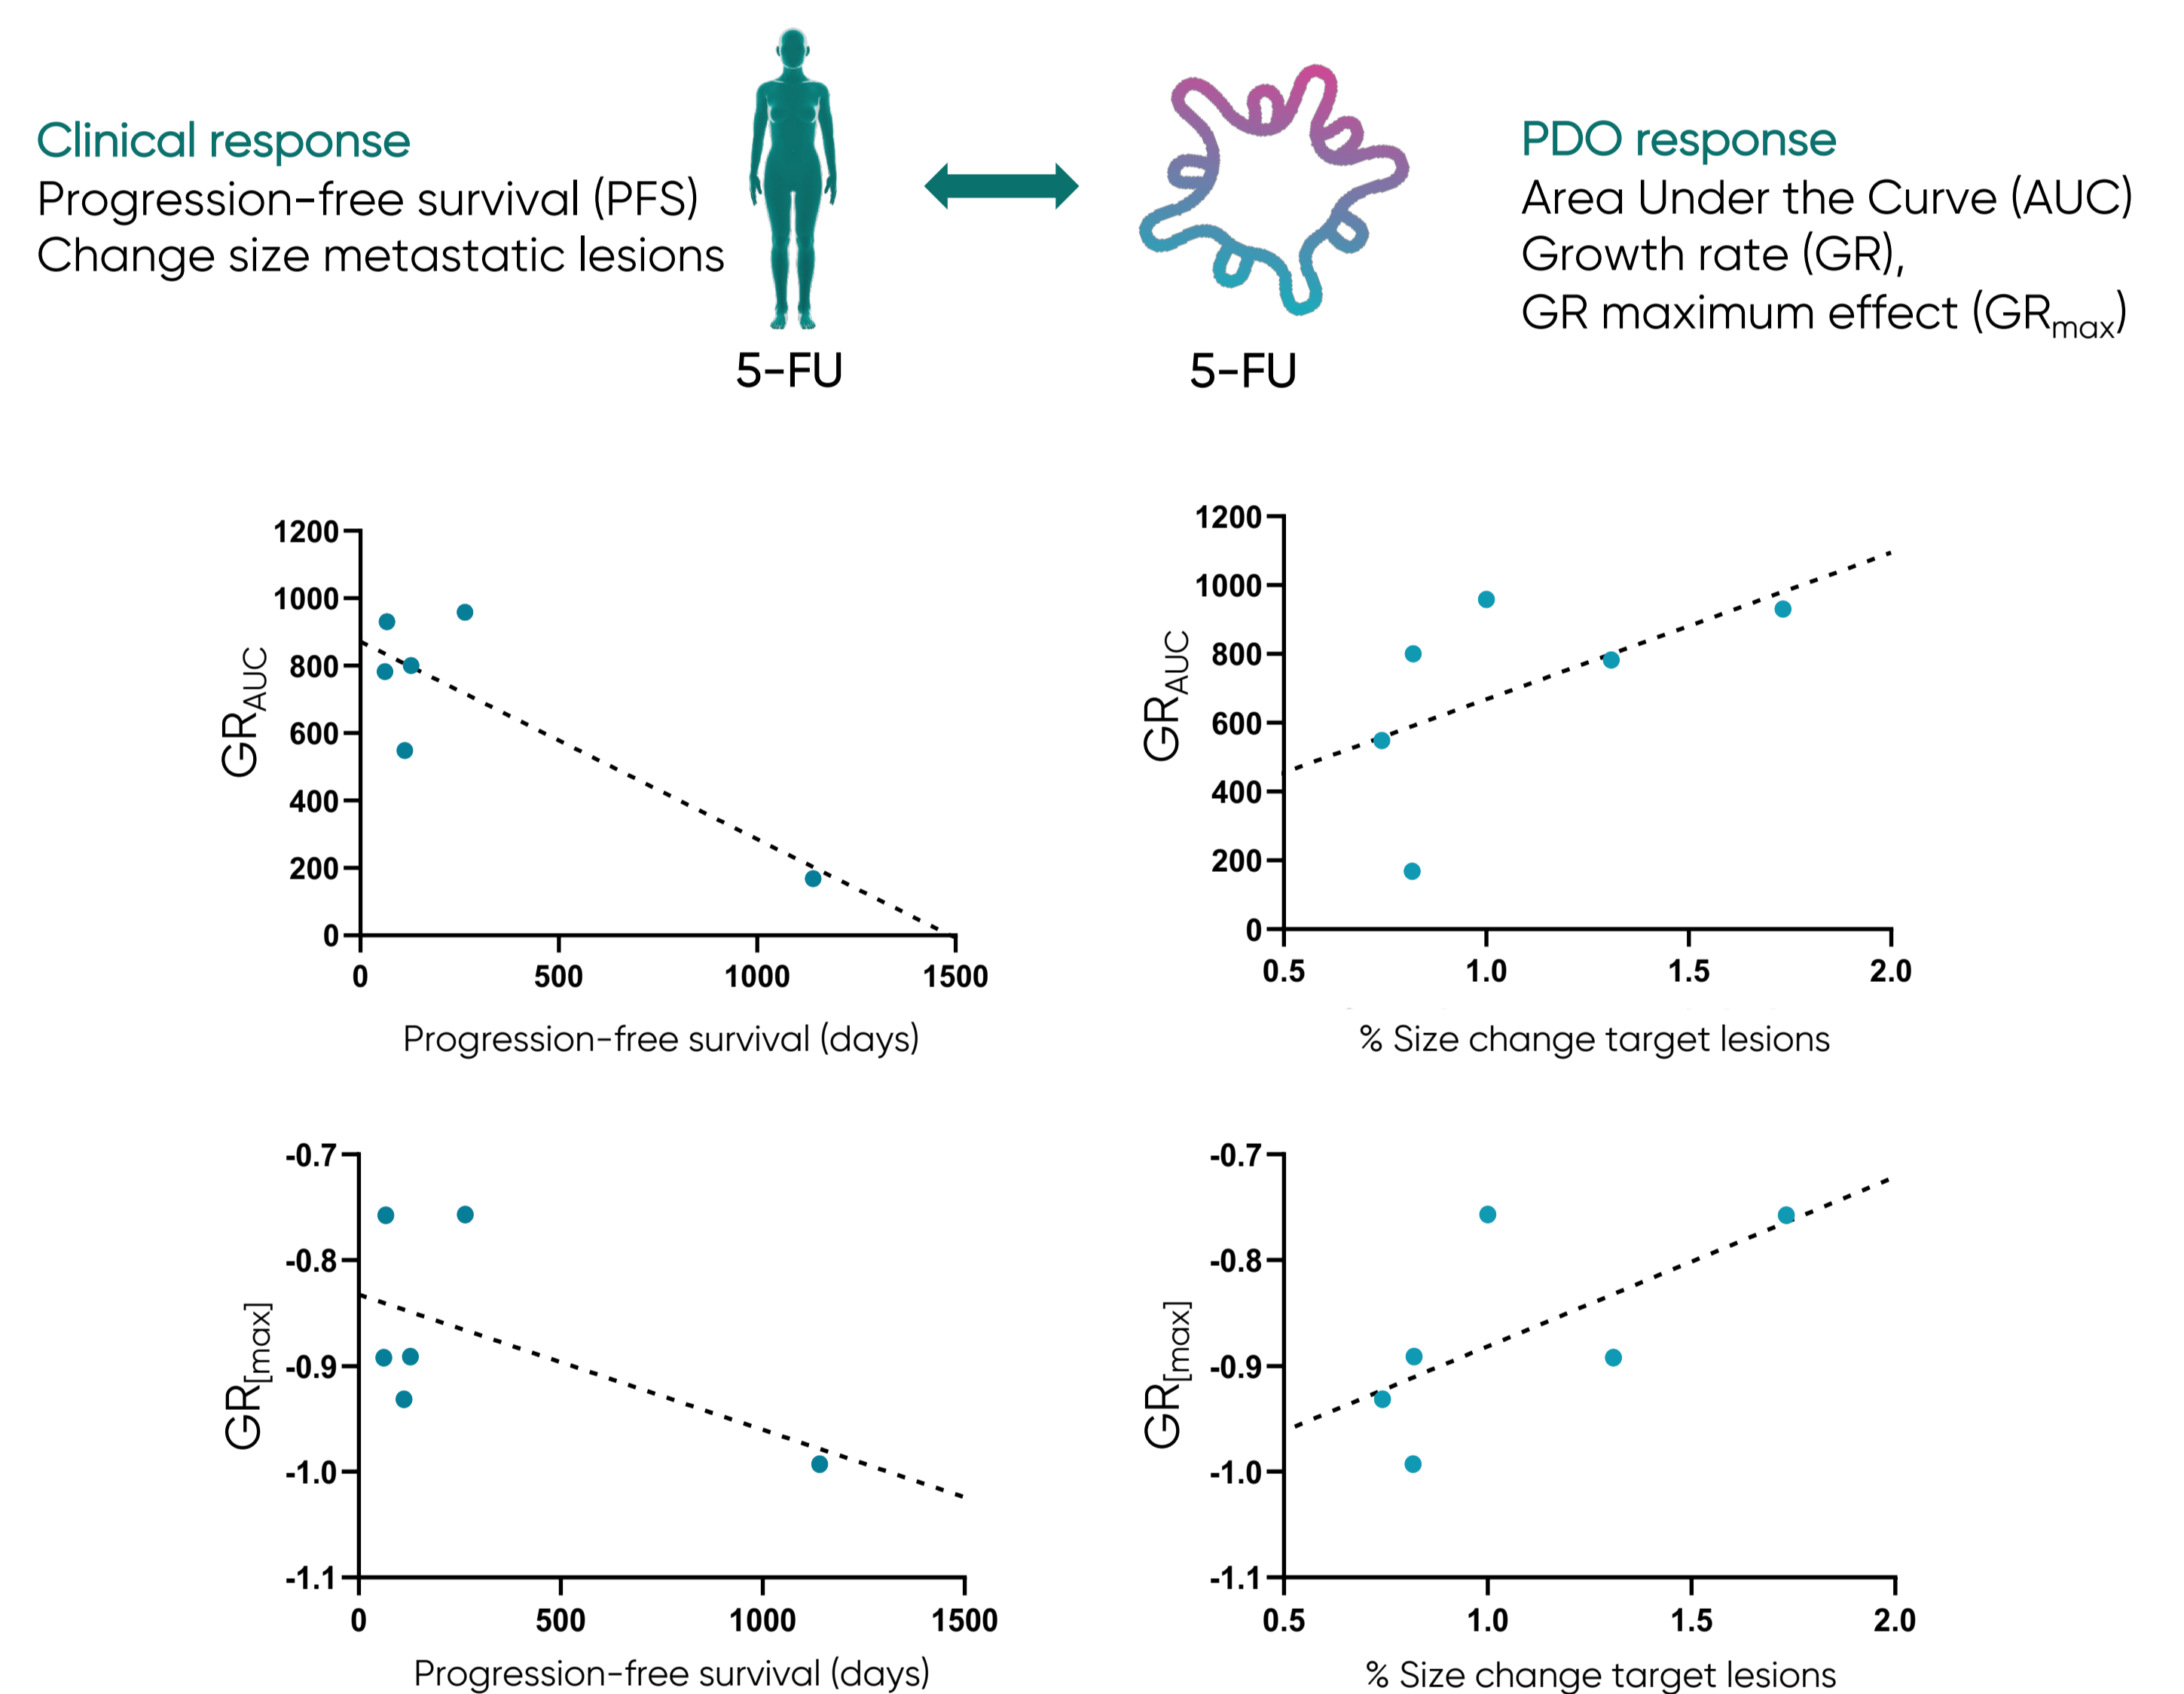 Clinical response
Progression-free survival (PFS)
Change size metastatic lesions
5-FU
5-FU
PDO response
Area Under the Curve (AUC)
Growth rate (GR),
GR maximum effect (GRmax)
GRAUC
1200
1000
800
600
400
200
0
0 500 1000 1500
Progression-free survival (days)
GRAUC
1200
1000
800
600
400
200
0
0.5 1.0 1.5 2.0
% Size change target lesions
GR[max]
-0.7
-0.8
-0.9
-1.0
-1.1
0 500 1000 1500
Progression-free survival (days)
GR[max]
-0.7
-0.8
-0.9
-1.0
-1.1
0.5 1.0 1.5 2.0
% Size change target lesions